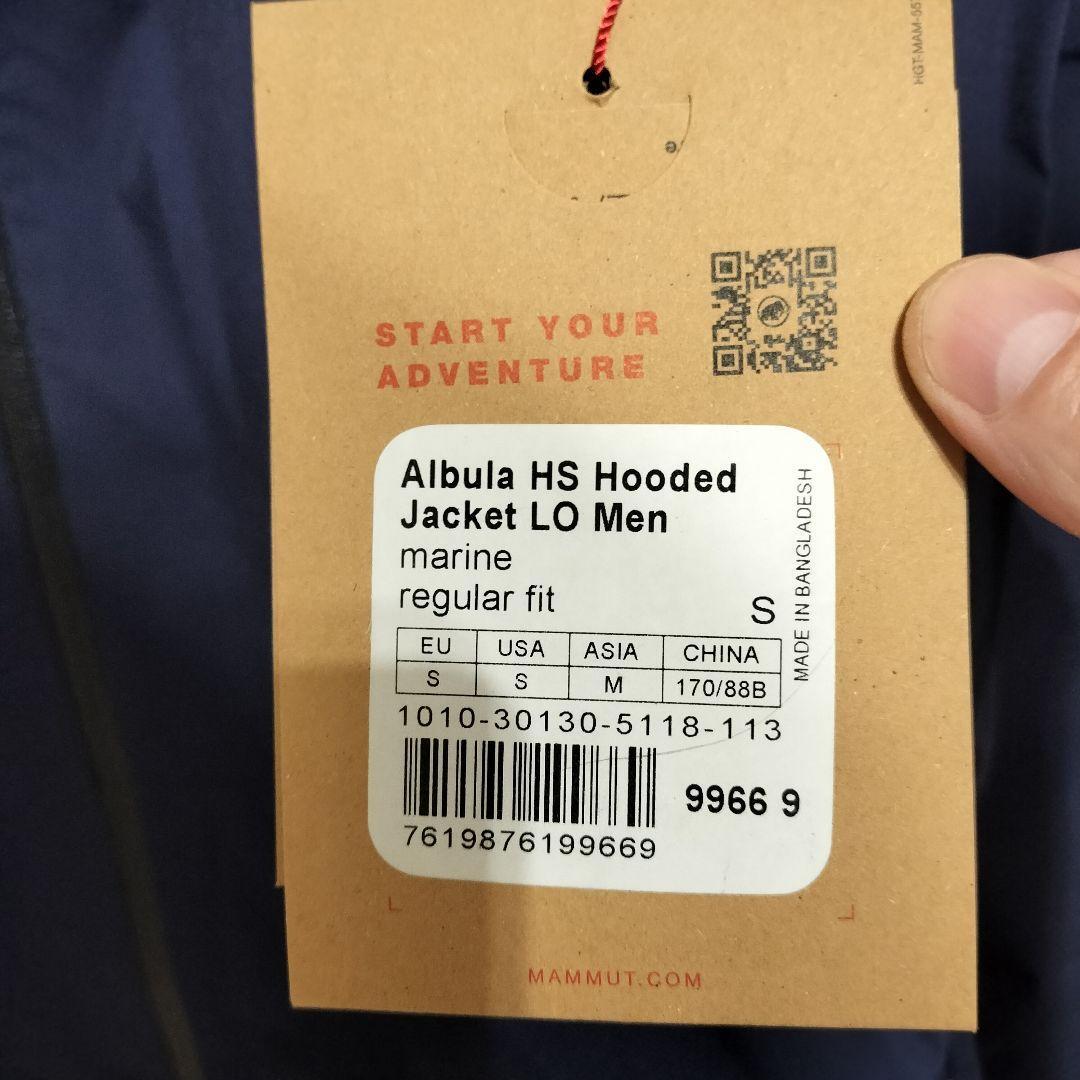 START YOUR
ADVENTURE
Albula HS Hooded
Jacket LO Men
marine
regular fit
S
MADE IN BANGLADESH
EU USA ASIA CHINA
S S M 170/88B
1010-30130-5118-113
9966 9
7619876199669
MAMMUT.COM